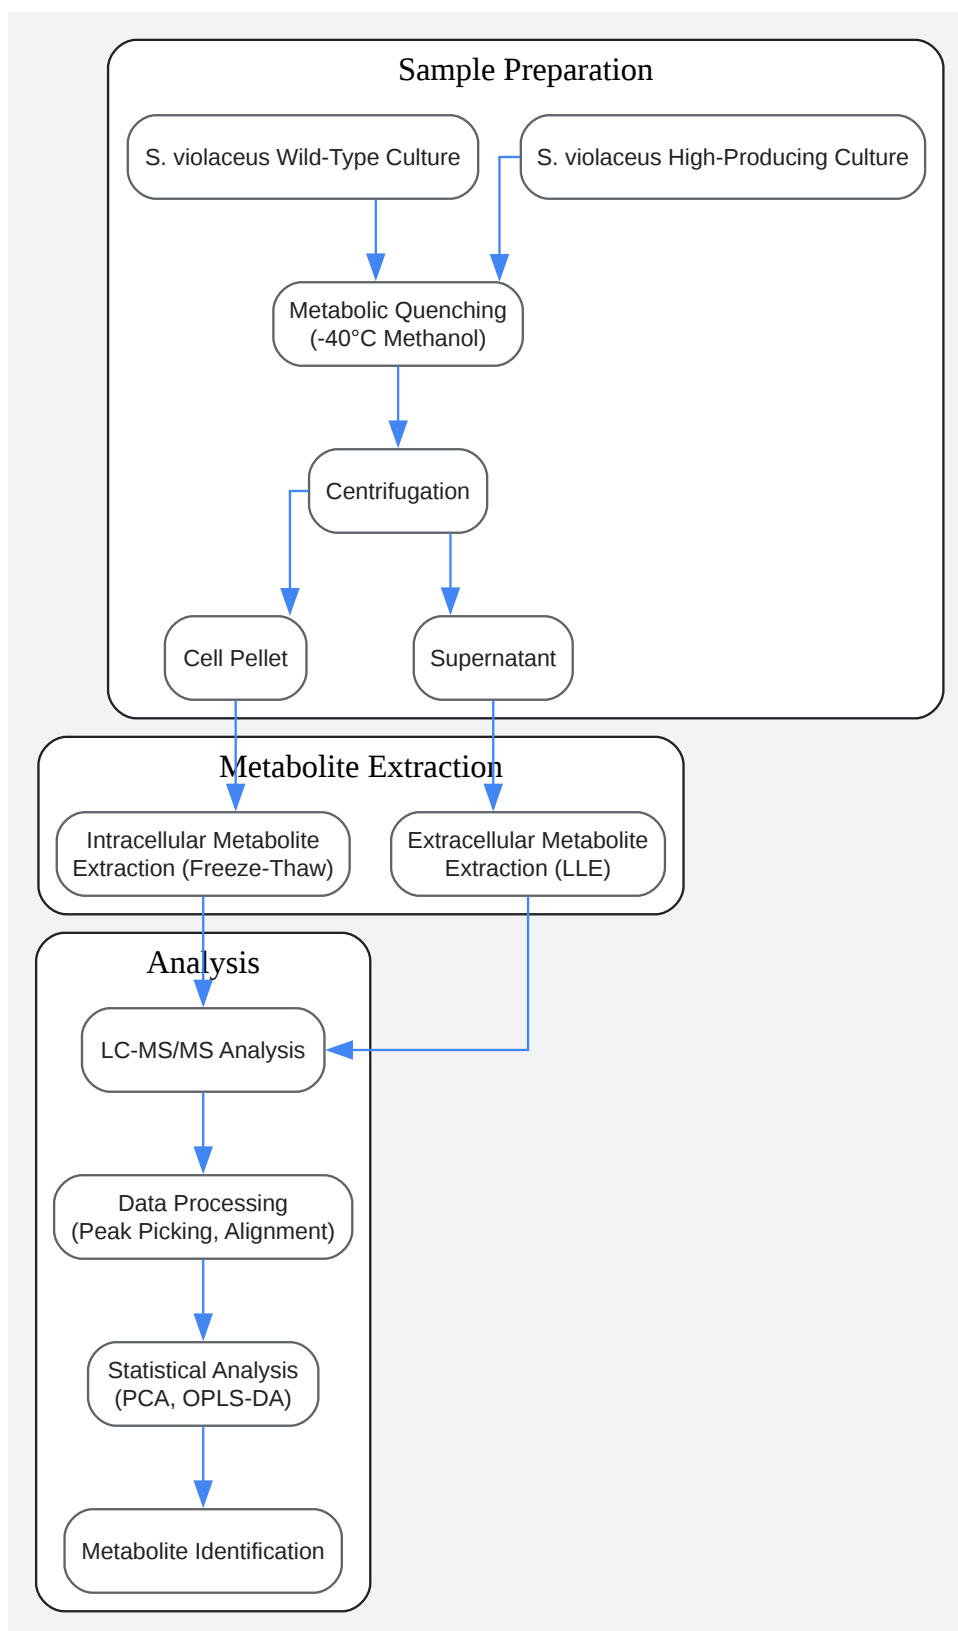 Sample Preparation
S. violaceus Wild-Type Culture
S. violaceus High-Producing Culture
Metabolic Quenching
(-40°C Methanol)
Centrifugation
Cell Pellet
Supernatant
Metabolite Extraction
Intracellular Metabolite
Extraction (Freeze-Thaw)
Extracellular Metabolite
Extraction (LLE)
Analysis
LC-MS/MS Analysis
Data Processing
(Peak Picking, Alignment)
Statistical Analysis
(PCA, OPLS-DA)
Metabolite Identification